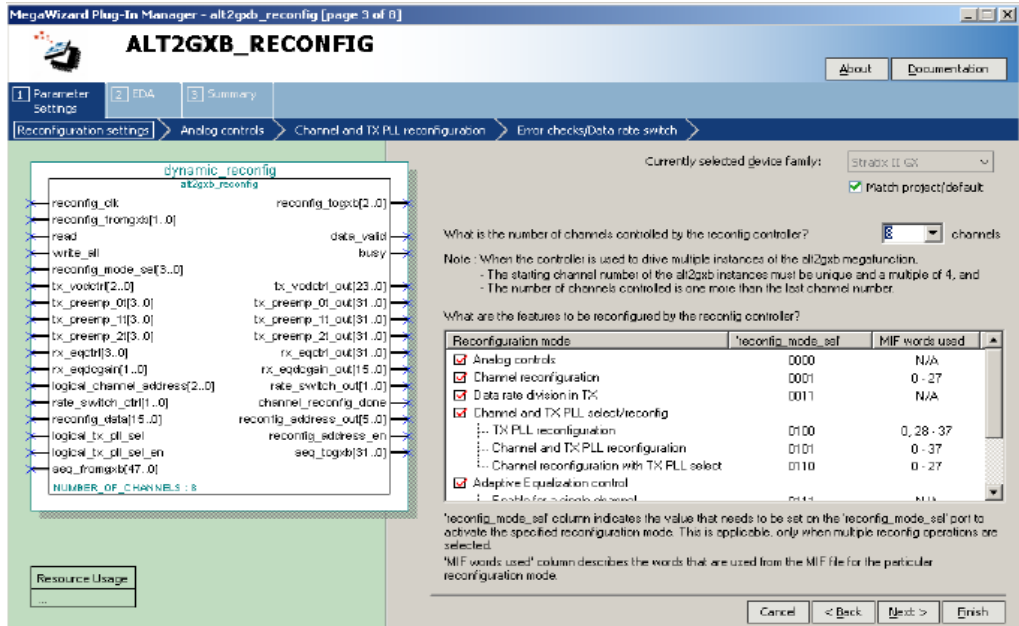 MegaWizard Plug-In Manager - alt2gxb_reconfig [page 3 of 8]
ALT2GXB_RECONFIG
About
Documentation
1 Parameter Settings
2 EDA
3 Summary
Reconfiguration settings
Analog controls
Channel and TX PLL reconfiguration
Error checks/Data rate switch
dynamic_reconfig
alt2gxb_reconfig
reconfig_clk
reconfig_togxb[2..0]
reconfig_fromgxb[1..0]
read
data_valid
write_all
busy
reconfig_mode_sel[3..0]
tx_vodctrl[2..0]
tx_vodctrl_out[23..0]
tx_preemp_0t[3..0]
tx_preemp_0t_out[31..0]
tx_preemp_1t[3..0]
tx_preemp_1t_out[31..0]
tx_preemp_2t[3..0]
tx_preemp_2t_out[31..0]
rx_eqctrl[3..0]
rx_eqctrl_out[31..0]
rx_eqdcgain[1..0]
rx_eqdcgain_out[15..0]
logical_channel_address[2..0]
rate_switch_out[1..0]
rate_switch_ctrl[1..0]
channel_reconfig_done
reconfig_data[15..0]
reconfig_address_out[5..0]
logical_tx_pll_sel
reconfig_address_en
logical_tx_pll_sel_en
aeq_togxb[31..0]
aeq_fromgxb[47..0]
NUMBER_OF_CHANNELS : 8
Resource Usage
...
Currently selected device family:
Stratix II GX
Match project/default
What is the number of channels controlled by the reconfig controller?
8
channels
Note : When the controller is used to drive multiple instances of the alt2gxb megafunction.
- The starting channel number of the alt2gxb instances must be unique and a multiple of 4, and
- The number of channels controlled is one more than the last channel number.
What are the features to be reconfigured by the reconfig controller?
Reconfiguration mode 'reconfig_mode_sel' MIF words used
Analog controls 0000 N/A
Channel reconfiguration 0001 0 - 27
Data rate division in TX 0011 N/A
Channel and TX PLL select/reconfig
TX PLL reconfiguration 0100 0, 28 - 37
Channel and TX PLL reconfiguration 0101 0 - 37
Channel reconfiguration with TX PLL select 0110 0 - 27
Adaptive Equalization control
Enable for a single channel 0111 N/A
'reconfig_mode_sel' column indicates the value that needs to be set on the 'reconfig_mode_sel' port to
activate the specified reconfiguration mode. This is applicable, only when multiple reconfig operations are
selected.
'MIF words used' column describes the words that are used from the MIF file for the particular
reconfiguration mode.
Cancel
< Back
Next >
Finish